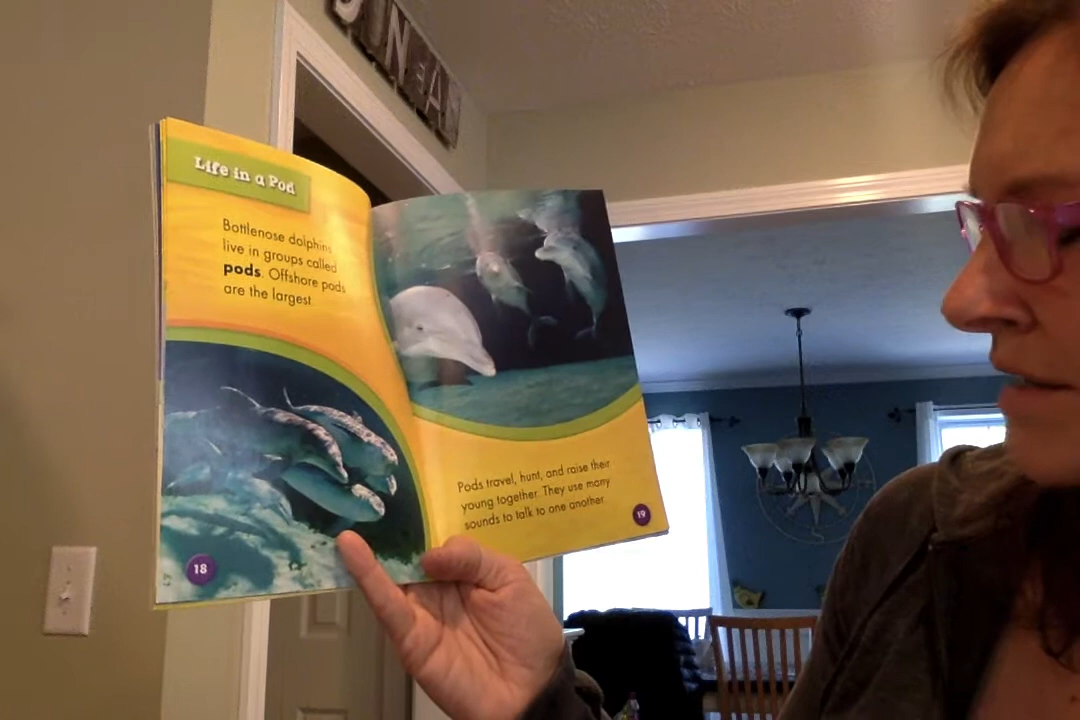 Life in a Pod
Bottlenose dolphins
live in groups called
pods. Offshore pods
are the largest
18
Pods travel, hunt, and raise their
young together. They use many
sounds to talk to one another.
19